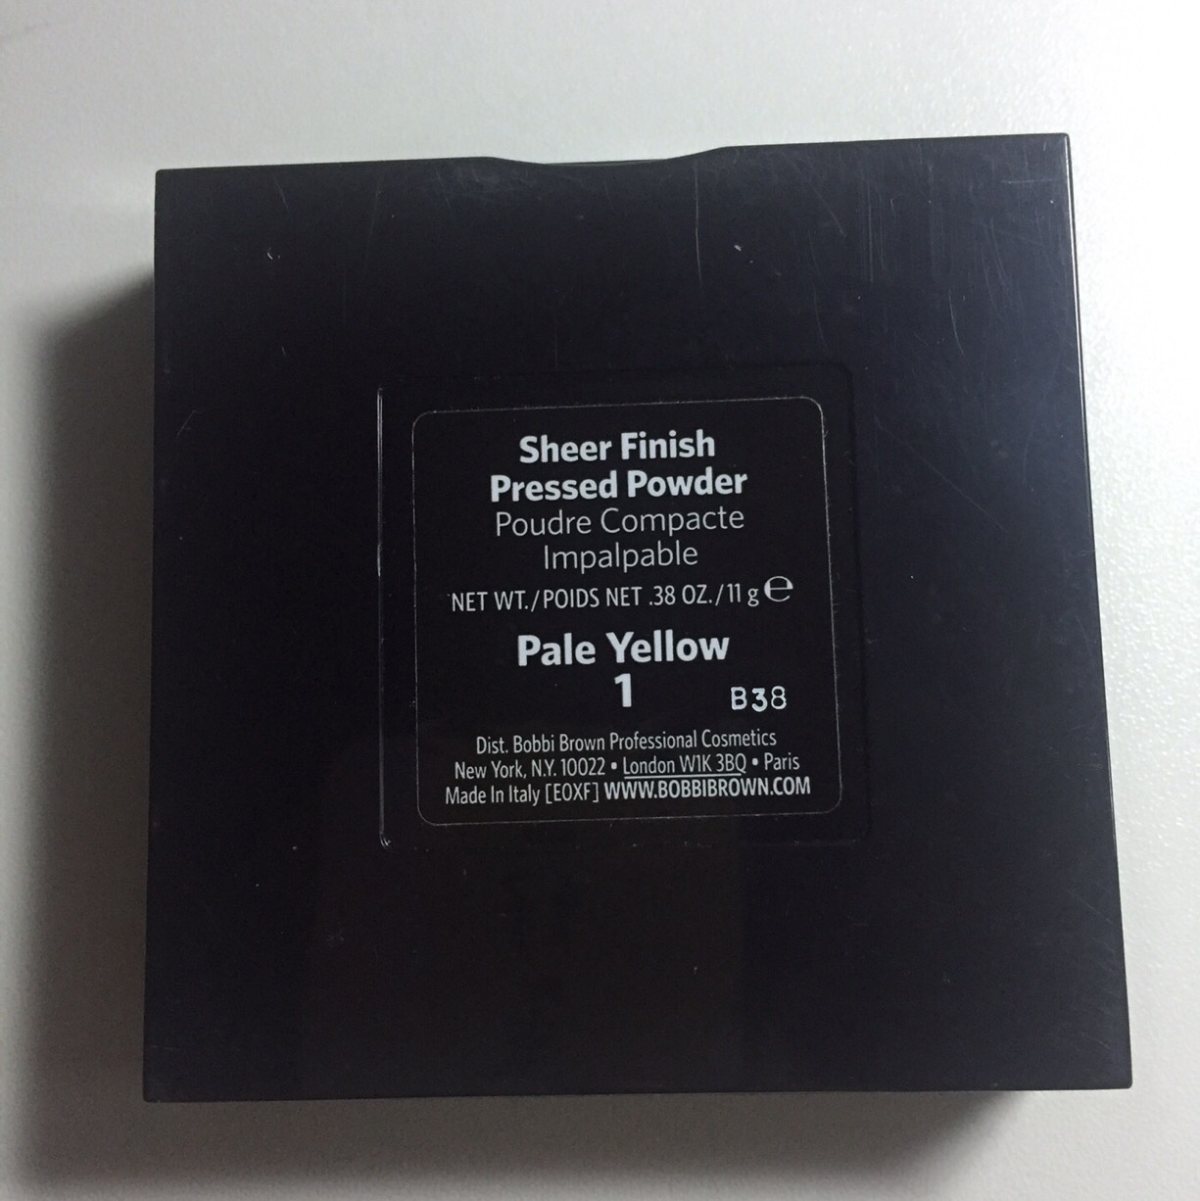 Sheer Finish
Pressed Powder
Poudre Compacte
Impalpable
NET WT./POIDS NET .38 OZ./11 g ℮
Pale Yellow
1 B38
Dist. Bobbi Brown Professional Cosmetics
New York, N.Y. 10022 • London W1K 3BQ • Paris
Made In Italy [EOXF] WWW.BOBBIBROWN.COM